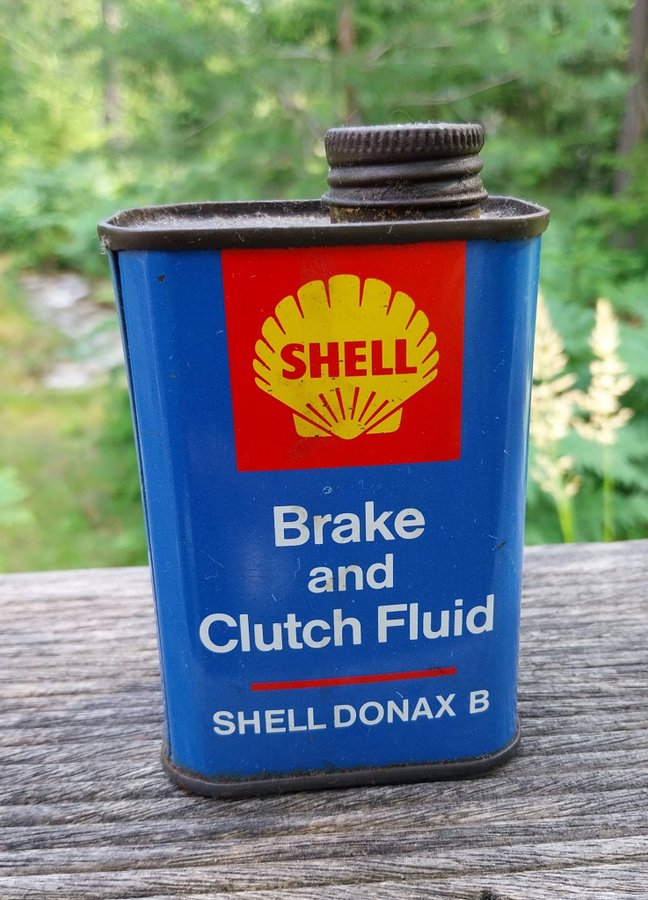 SHELL
Brake
and
Clutch Fluid
SHELL DONAX B